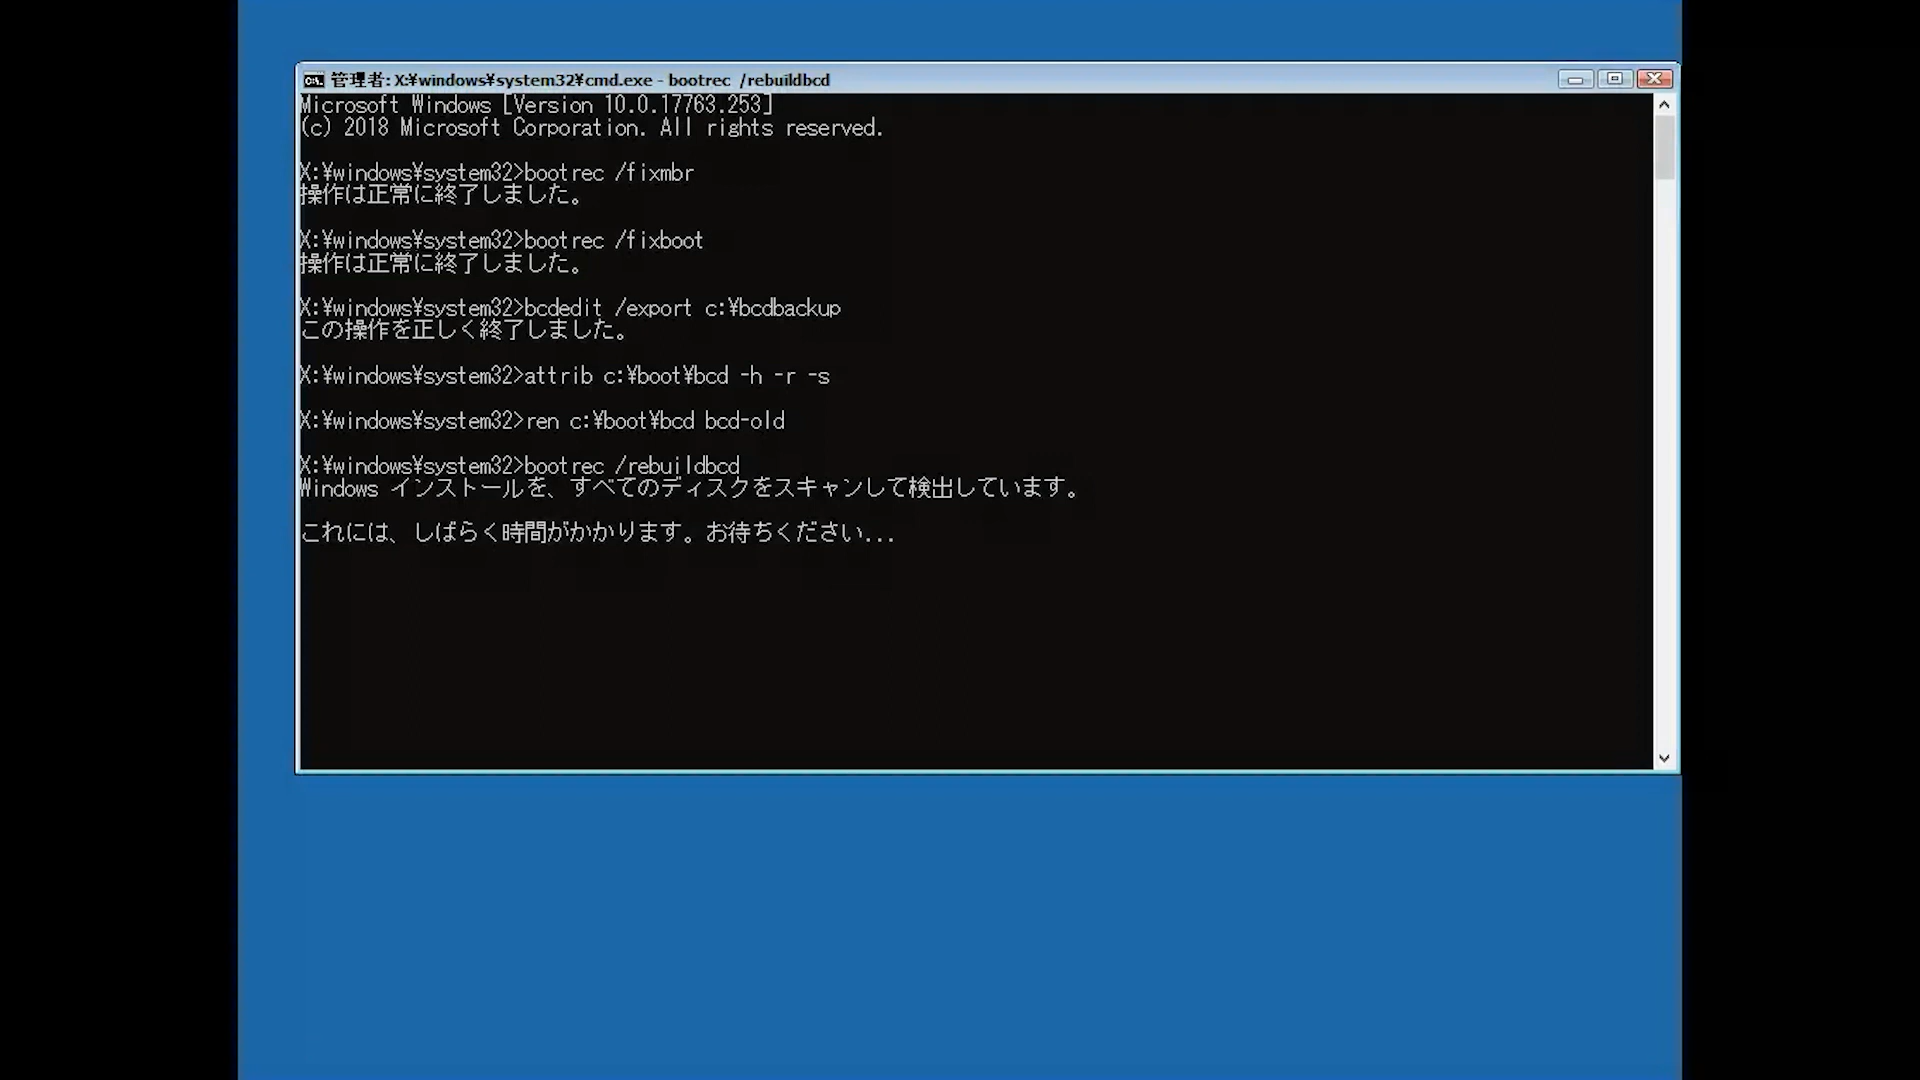 管理者: X:¥windows¥system32¥cmd.exe - bootrec /rebuildbcd
Microsoft Windows [Version 10.0.17763.253]
(c) 2018 Microsoft Corporation. All rights reserved.
X:¥windows¥system32>bootrec /fixmbr
操作は正常に終了しました。
X:¥windows¥system32>bootrec /fixboot
操作は正常に終了しました。
X:¥windows¥system32>bcdedit /export c:¥bcdbackup
この操作を正しく終了しました。
X:¥windows¥system32>attrib c:¥boot¥bcd -h -r -s
X:¥windows¥system32>ren c:¥boot¥bcd bcd-old
X:¥windows¥system32>bootrec /rebuildbcd
Windows インストールを、すべてのディスクをスキャンして検出しています。
これには、しばらく時間がかかります。お待ちください...